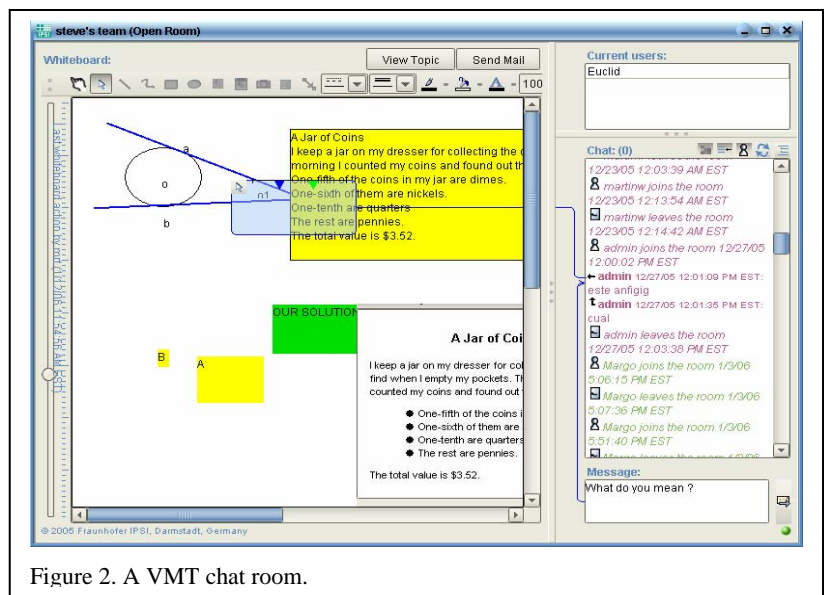 steve's team (Open Room)
Whiteboard:
View Topic
Send Mail
100
A Jar of Coins
I keep a jar on my dresser for collecting the
morning I counted my coins and found out th
One-fifth of the coins in my jar are dimes.
One-sixth of them are nickels.
One-tenth are quarters
The rest are pennies.
The total value is $3.52.
a
o
b
n1
OUR SOLUTION
B
A
A Jar of Coi
I keep a jar on my dresser for col
find when I empty my pockets. Th
counted my coins and found out
One-fifth of the coins i
One-sixth of them are
One-tenth are quarters
The rest are pennies.
The total value is $3.52.
© 2005 Fraunhofer IPSI, Darmstadt, Germany
Current users:
Euclid
Chat: (0)
12/23/05 12:03:39 AM EST
martinw joins the room
12/23/05 12:13:54 AM EST
martinw leaves the room
12/23/05 12:14:42 AM EST
admin joins the room 12/27/05
12:00:02 PM EST
admin 12/27/05 12:01:09 PM EST:
este anfigig
admin 12/27/05 12:01:35 PM EST:
cual
admin leaves the room
12/27/05 12:03:38 PM EST
Margo joins the room 1/3/06
5:06:15 PM EST
Margo leaves the room 1/3/06
5:07:36 PM EST
Margo joins the room 1/3/06
5:51:40 PM EST
Message:
What do you mean ?
Figure 2. A VMT chat room.